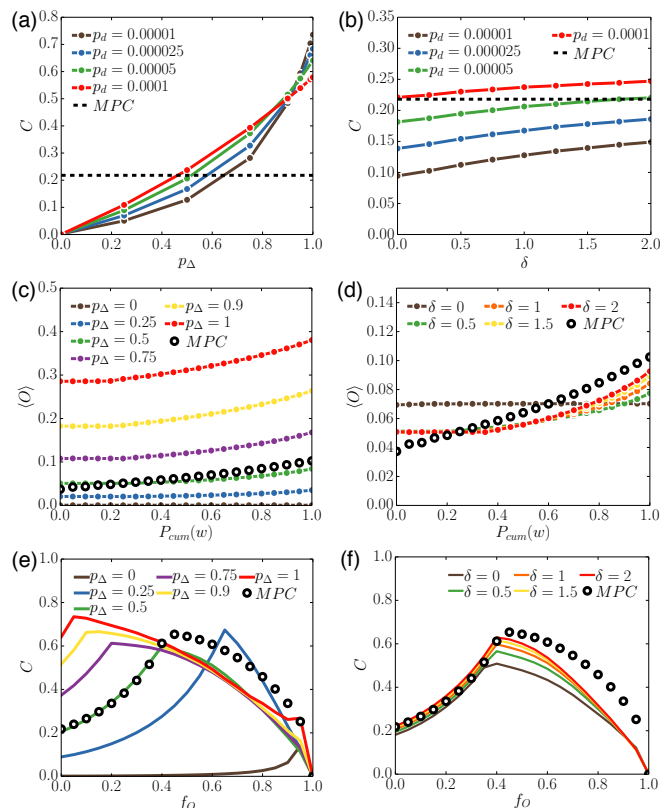 (a)
0.8
0.7
0.6
0.5
0.4
0.3
0.2
0.1
0.0
C
p_d = 0.00001
p_d = 0.000025
p_d = 0.00005
p_d = 0.0001
MPC
0.0 0.2 0.4 0.6 0.8 1.0
p_Δ
(b)
0.35
0.30
0.25
0.20
0.15
0.10
0.05
0.00
C
p_d = 0.00001 p_d = 0.0001
p_d = 0.000025 MPC
p_d = 0.00005
0.0 0.5 1.0 1.5 2.0
δ
(c)
0.5
0.4
0.3
0.2
0.1
0.0
⟨O⟩
p_Δ = 0 p_Δ = 0.9
p_Δ = 0.25 p_Δ = 1
p_Δ = 0.5 MPC
p_Δ = 0.75
0.0 0.2 0.4 0.6 0.8 1.0
P_cum(w)
(d)
0.14
0.12
0.10
0.08
0.06
0.04
0.02
0.00
⟨O⟩
δ = 0 δ = 1 δ = 2
δ = 0.5 δ = 1.5 MPC
0.0 0.2 0.4 0.6 0.8 1.0
P_cum(w)
(e)
1.0
0.8
0.6
0.4
0.2
0.0
C
p_Δ = 0 p_Δ = 0.75 p_Δ = 1
p_Δ = 0.25 p_Δ = 0.9 MPC
p_Δ = 0.5
0.0 0.2 0.4 0.6 0.8 1.0
f_O
(f)
1.0
0.8
0.6
0.4
0.2
0.0
C
δ = 0 δ = 1 δ = 2
δ = 0.5 δ = 1.5 MPC
0.0 0.2 0.4 0.6 0.8 1.0
f_O